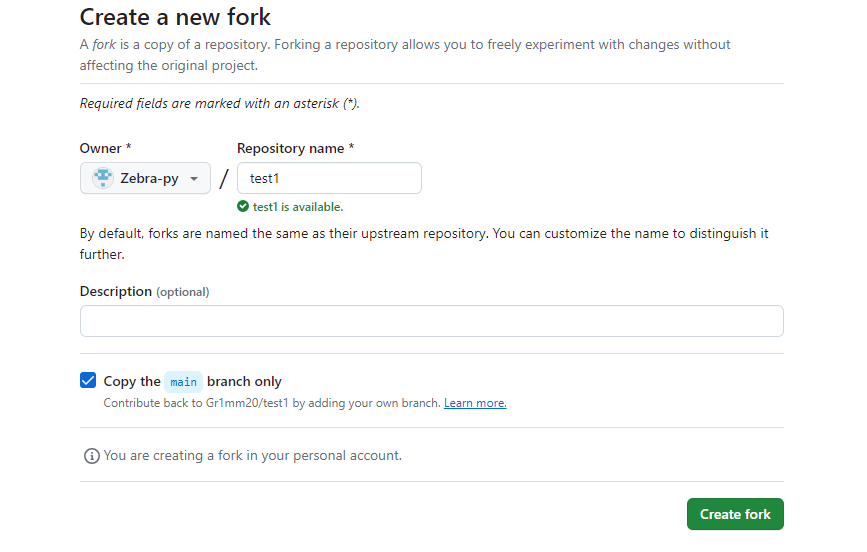 Create a new fork
A fork is a copy of a repository. Forking a repository allows you to freely experiment with changes without
affecting the original project.
Required fields are marked with an asterisk (*).
Owner *
Repository name *
Zebra-py
/
test1
test1 is available.
By default, forks are named the same as their upstream repository. You can customize the name to distinguish it
further.
Description (optional)
Copy the main branch only
Contribute back to Gr1mm20/test1 by adding your own branch. Learn more.
You are creating a fork in your personal account.
Create fork